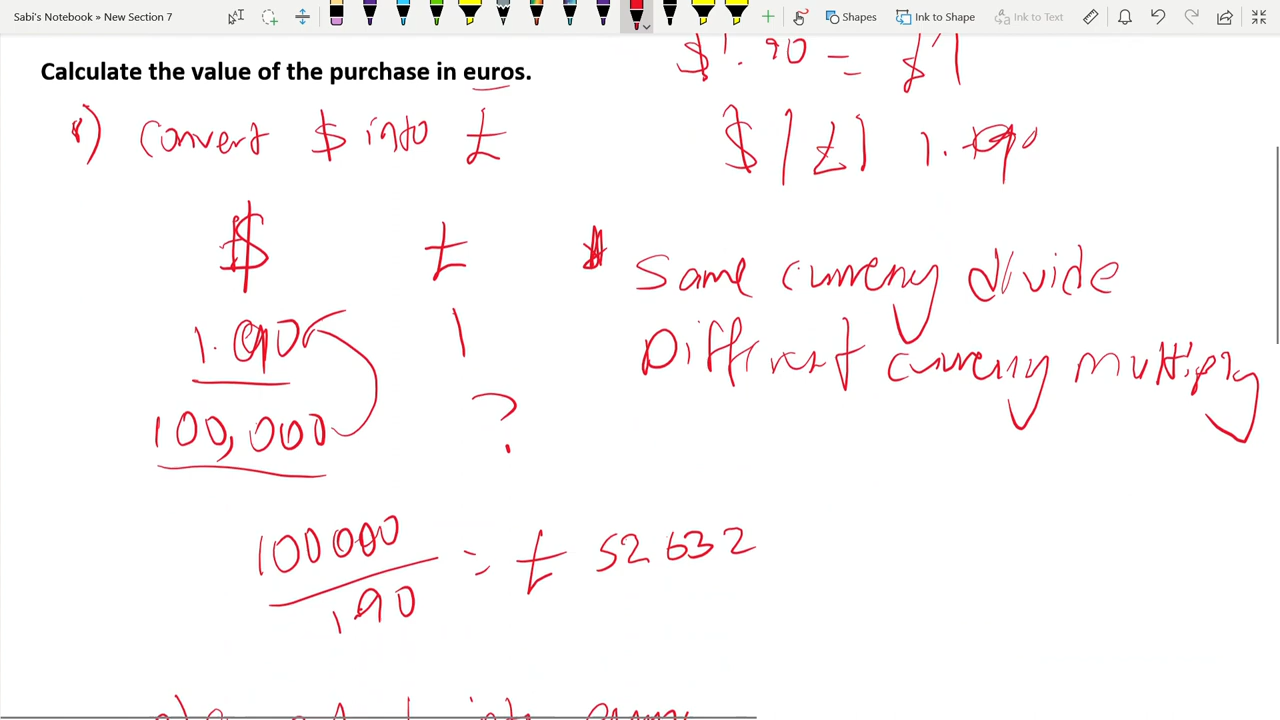 Sabi's Notebook » New Section 7
Shapes
Ink to Shape
Ink to Text
Calculate the value of the purchase in euros.
$1.90 = £1
1) Convert $ into £
$/£1 1.90
$ £
* Same currency divide
1.90 1
Different currency multiply
100,000 ?
100000
190
= £ 52632